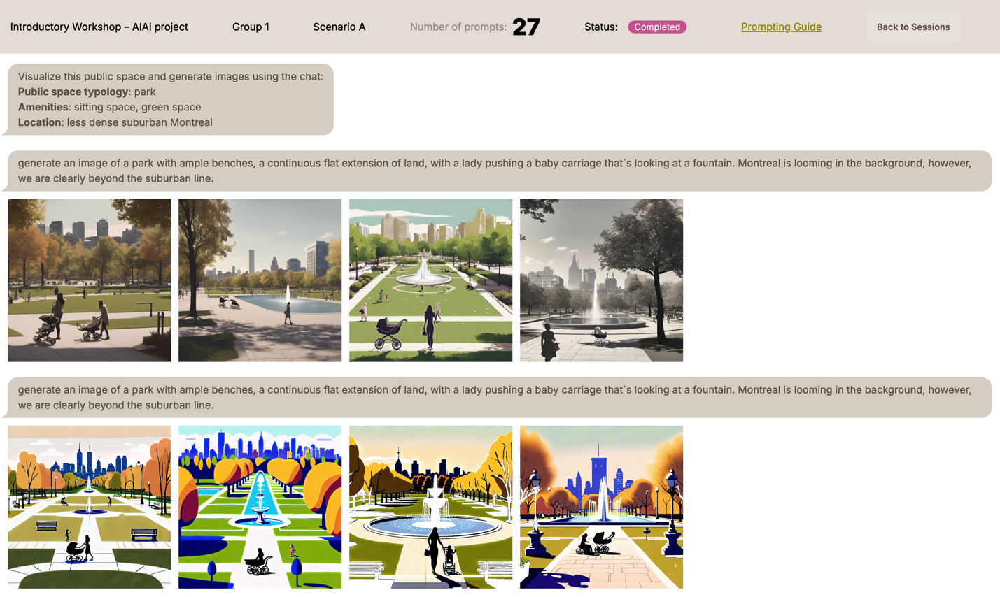 Introductory Workshop – AIAI project
Group 1
Scenario A
Number of prompts: 27
Status: Completed
Prompting Guide
Back to Sessions
Visualize this public space and generate images using the chat:
Public space typology: park
Amenities: sitting space, green space
Location: less dense suburban Montreal
generate an image of a park with ample benches, a continuous flat extension of land, with a lady pushing a baby carriage that`s looking at a fountain. Montreal is looming in the background, however,
we are clearly beyond the suburban line.
generate an image of a park with ample benches, a continuous flat extension of land, with a lady pushing a baby carriage that`s looking at a fountain. Montreal is looming in the background, however,
we are clearly beyond the suburban line.